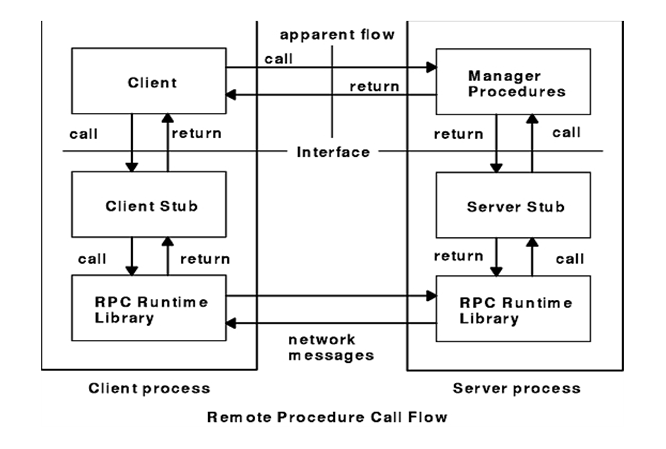 apparent flow
call
return
Client
Manager
Procedures
call
return
return
call
Interface
Client Stub
Server Stub
call
return
return
call
RPC Runtime
Library
RPC Runtime
Library
network
messages
Client process
Server process
Remote Procedure Call Flow